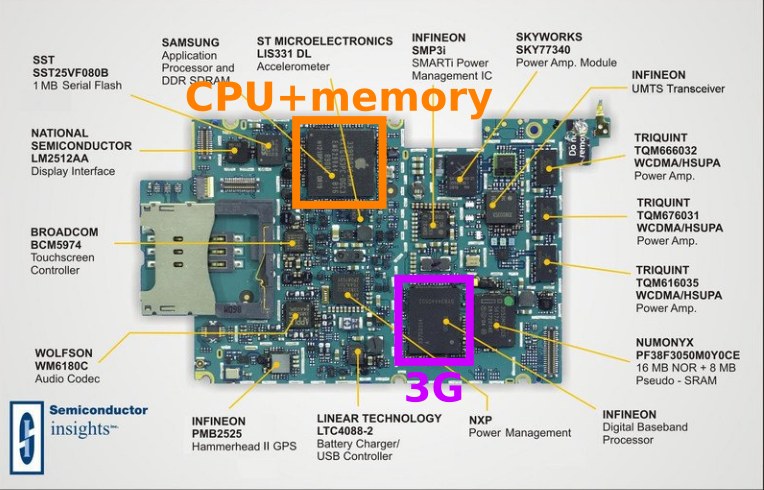 SST
SST25VF080B
1 MB Serial Flash
SAMSUNG
Application
Processor and
DDR SDRAM
ST MICROELECTRONICS
LIS331 DL
Accelerometer
INFINEON
SMP3i
SMARTi Power
Management IC
SKYWORKS
SKY77340
Power Amp. Module
INFINEON
UMTS Transceiver
CPU+memory
NATIONAL
SEMICONDUCTOR
LM2512AA
Display Interface
Do not
remove
TRIQUINT
TQM666032
WCDMA/HSUPA
Power Amp.
TRIQUINT
TQM676031
WCDMA/HSUPA
Power Amp.
BROADCOM
BCM5974
Touchscreen
Controller
TRIQUINT
TQM616035
WCDMA/HSUPA
Power Amp.
WOLFSON
WM6180C
Audio Codec
NUMONYX
PF38F3050M0Y0CE
16 MB NOR + 8 MB
Pseudo - SRAM
3G
Semiconductor
insights
INFINEON
PMB2525
Hammerhead II GPS
LINEAR TECHNOLOGY
LTC4088-2
Battery Charger/
USB Controller
NXP
Power Management
INFINEON
Digital Baseband
Processor